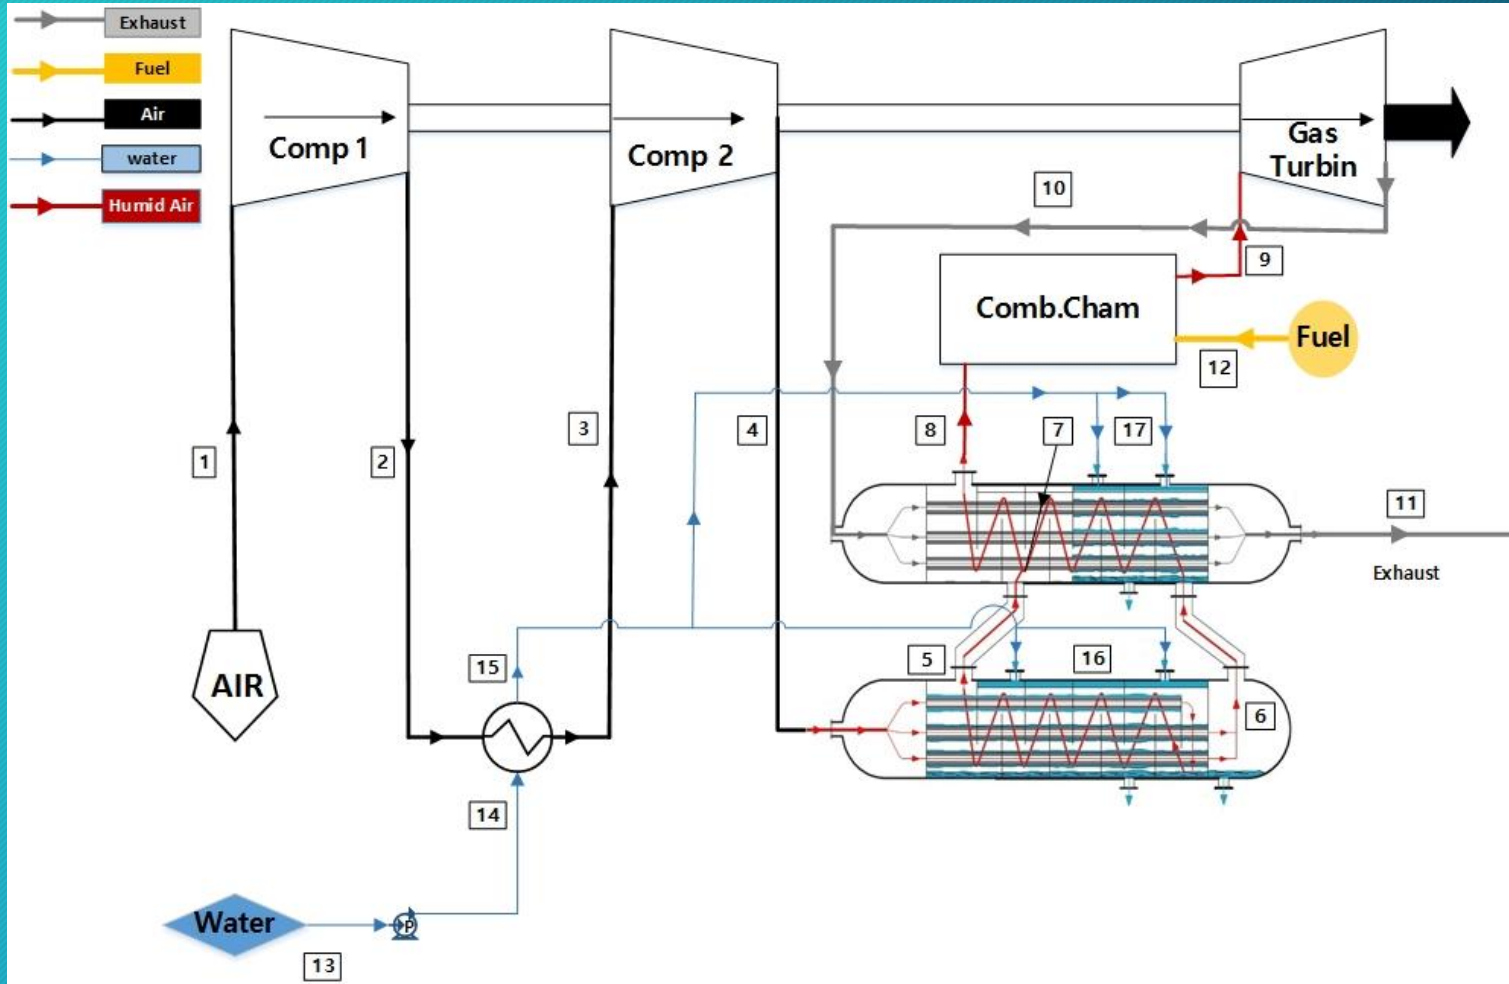 Exhaust
Fuel
Air
water
Humid Air
Comp 1
Comp 2
Gas
Turbin
10
9
Comb.Cham
Fuel
12
1
2
3
4
8
7
17
11
Exhaust
15
5
16
6
AIR
14
Water
P
13